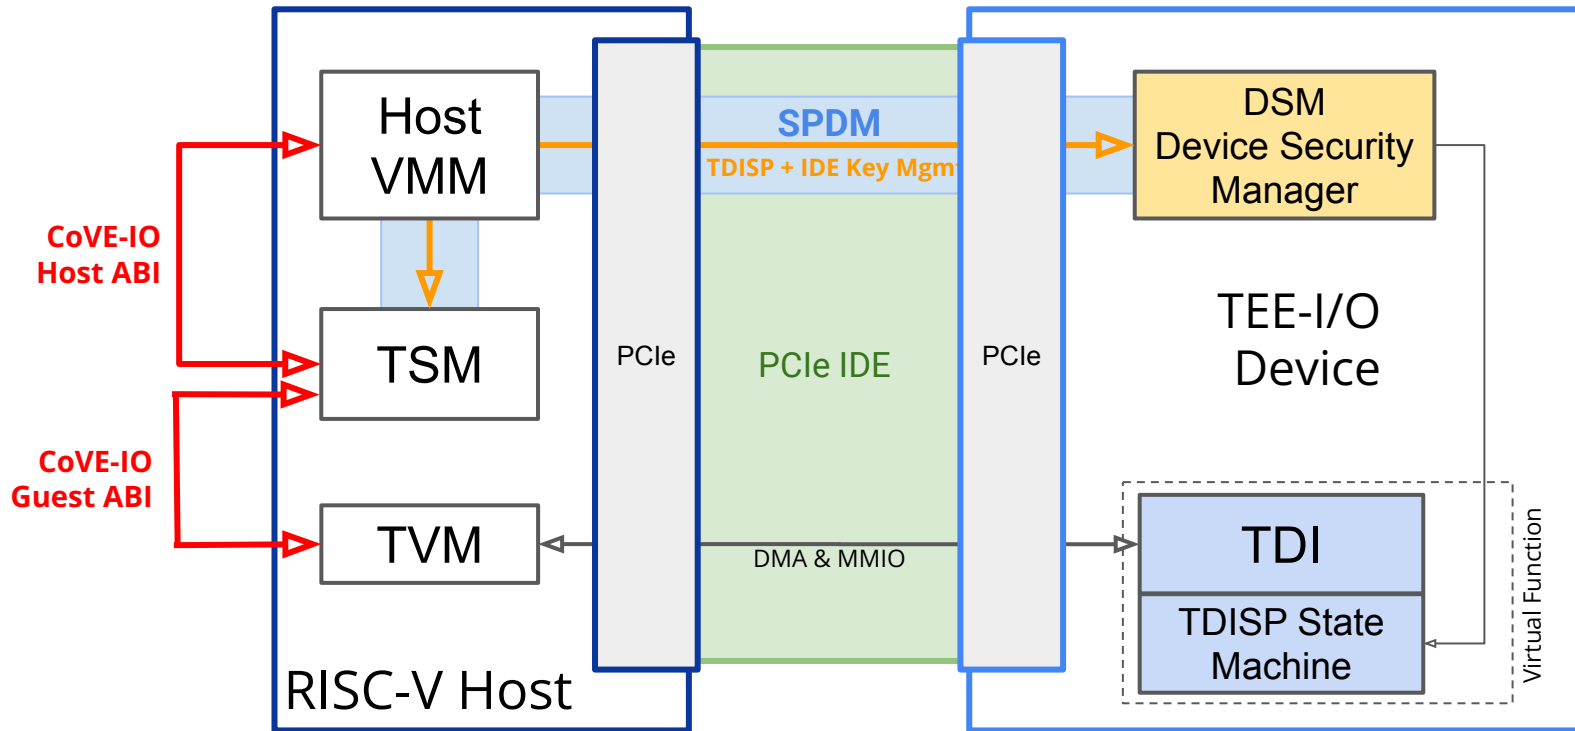 Host
VMM
SPDM
TDISP + IDE Key Mgmt
DSM
Device Security
Manager
CoVE-IO
Host ABI
TSM
PCIe
PCIe IDE
PCIe
TEE-I/O
Device
CoVE-IO
Guest ABI
TVM
DMA & MMIO
TDI
TDISP State
Machine
Virtual Function
RISC-V Host